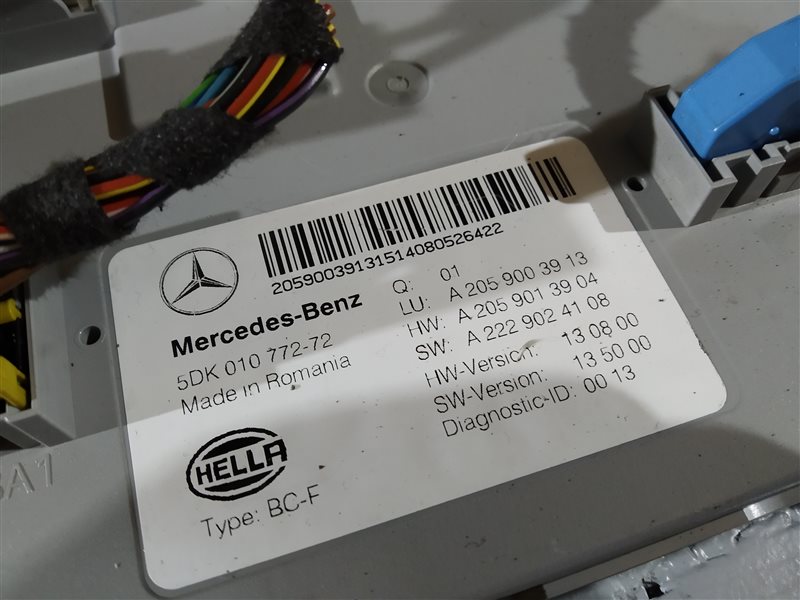 205900391315140805264​22
Mercedes-Benz
5DK 010 772-72
Made in Romania
Q: 01
LU: A 205 900 39 13
HW: A 205 901 39 04
SW: A 222 902 41 08
HW-Version: 13 08 00
SW-Version: 13 50 00
Diagnostic-ID: 00 13
HELLA
Type: BC-F